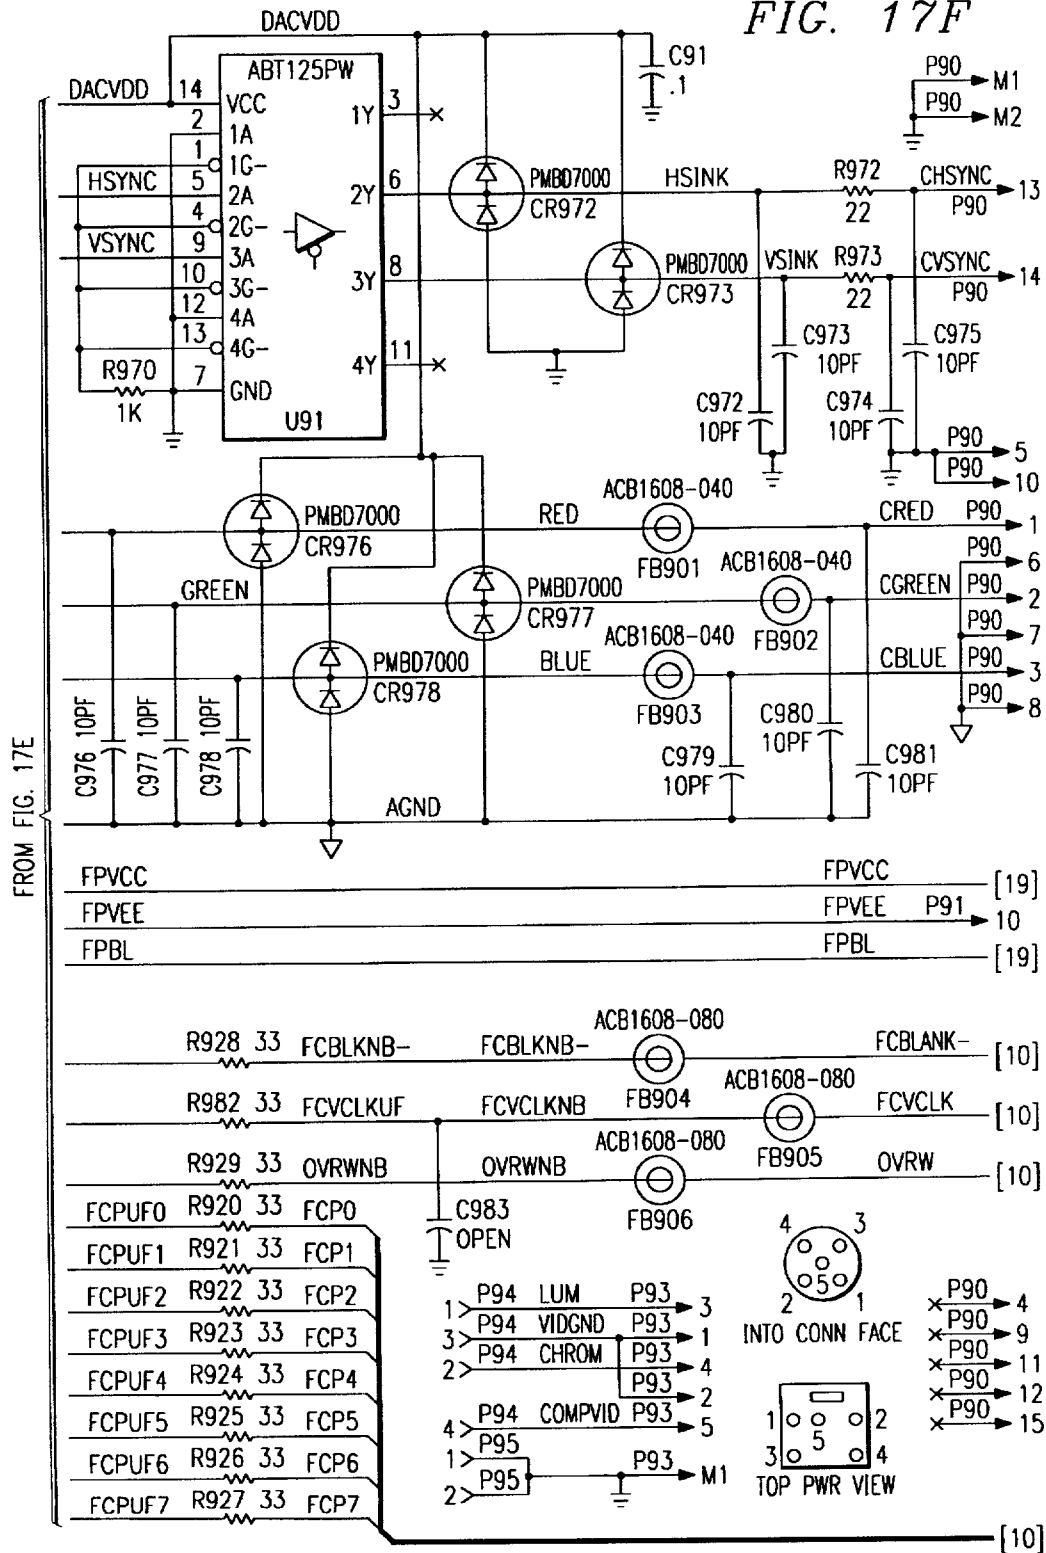 FIG. 17F
DACVDD
C91
.1
P90 M1
P90 M2
ABT125PW
DACVDD 14 VCC
2 1A
1 1G-
HSYNC 5 2A
4 2G-
VSYNC 9 3A
10 3G-
12 4A
13 4G-
7 GND
R970
1K
U91
1Y 3
2Y 6
3Y 8
4Y 11
PMBD7000
CR972
HSINK
R972
22
CHSYNC
P90
13
PMBD7000
CR973
VSINK
R973
22
CVSYNC
P90
14
C973
10PF
C975
10PF
C972
10PF
C974
10PF
P90 5
P90 10
PMBD7000
CR976
RED
ACB1608-040
FB901
CRED P90 1
P90 6
GREEN
PMBD7000
CR977
ACB1608-040
FB902
CGREEN P90 2
P90 7
PMBD7000
CR978
BLUE
ACB1608-040
FB903
CBLUE P90 3
P90 8
C976 10PF
C977 10PF
C978 10PF
C979
10PF
C980
10PF
C981
10PF
AGND
FROM FIG. 17E
FPVCC FPVCC [19]
FPVEE FPVEE P91 10
FPBL FPBL [19]
R928 33 FCBLKNB- FCBLKNB- ACB1608-080 FB904 FCBLANK- [10]
R982 33 FCVCLKUF FCVCLKNB ACB1608-080 FB905 FCVCLK [10]
R929 33 OVRWNB OVRWNB ACB1608-080 FB906 OVRW [10]
C983
OPEN
FCPUF0 R920 33 FCP0
FCPUF1 R921 33 FCP1
FCPUF2 R922 33 FCP2
FCPUF3 R923 33 FCP3
FCPUF4 R924 33 FCP4
FCPUF5 R925 33 FCP5
FCPUF6 R926 33 FCP6
FCPUF7 R927 33 FCP7
[10]
1 P94 LUM P93 3
3 P94 VIDGND P93 1
2 P94 CHROM P93 4
P93 2
4 P94 COMPVID P93 5
1 P95
2 P95
P93 M1
4 3
5
2 1
INTO CONN FACE
1 2
5
3 4
TOP PWR VIEW
P90 4
P90 9
P90 11
P90 12
P90 15